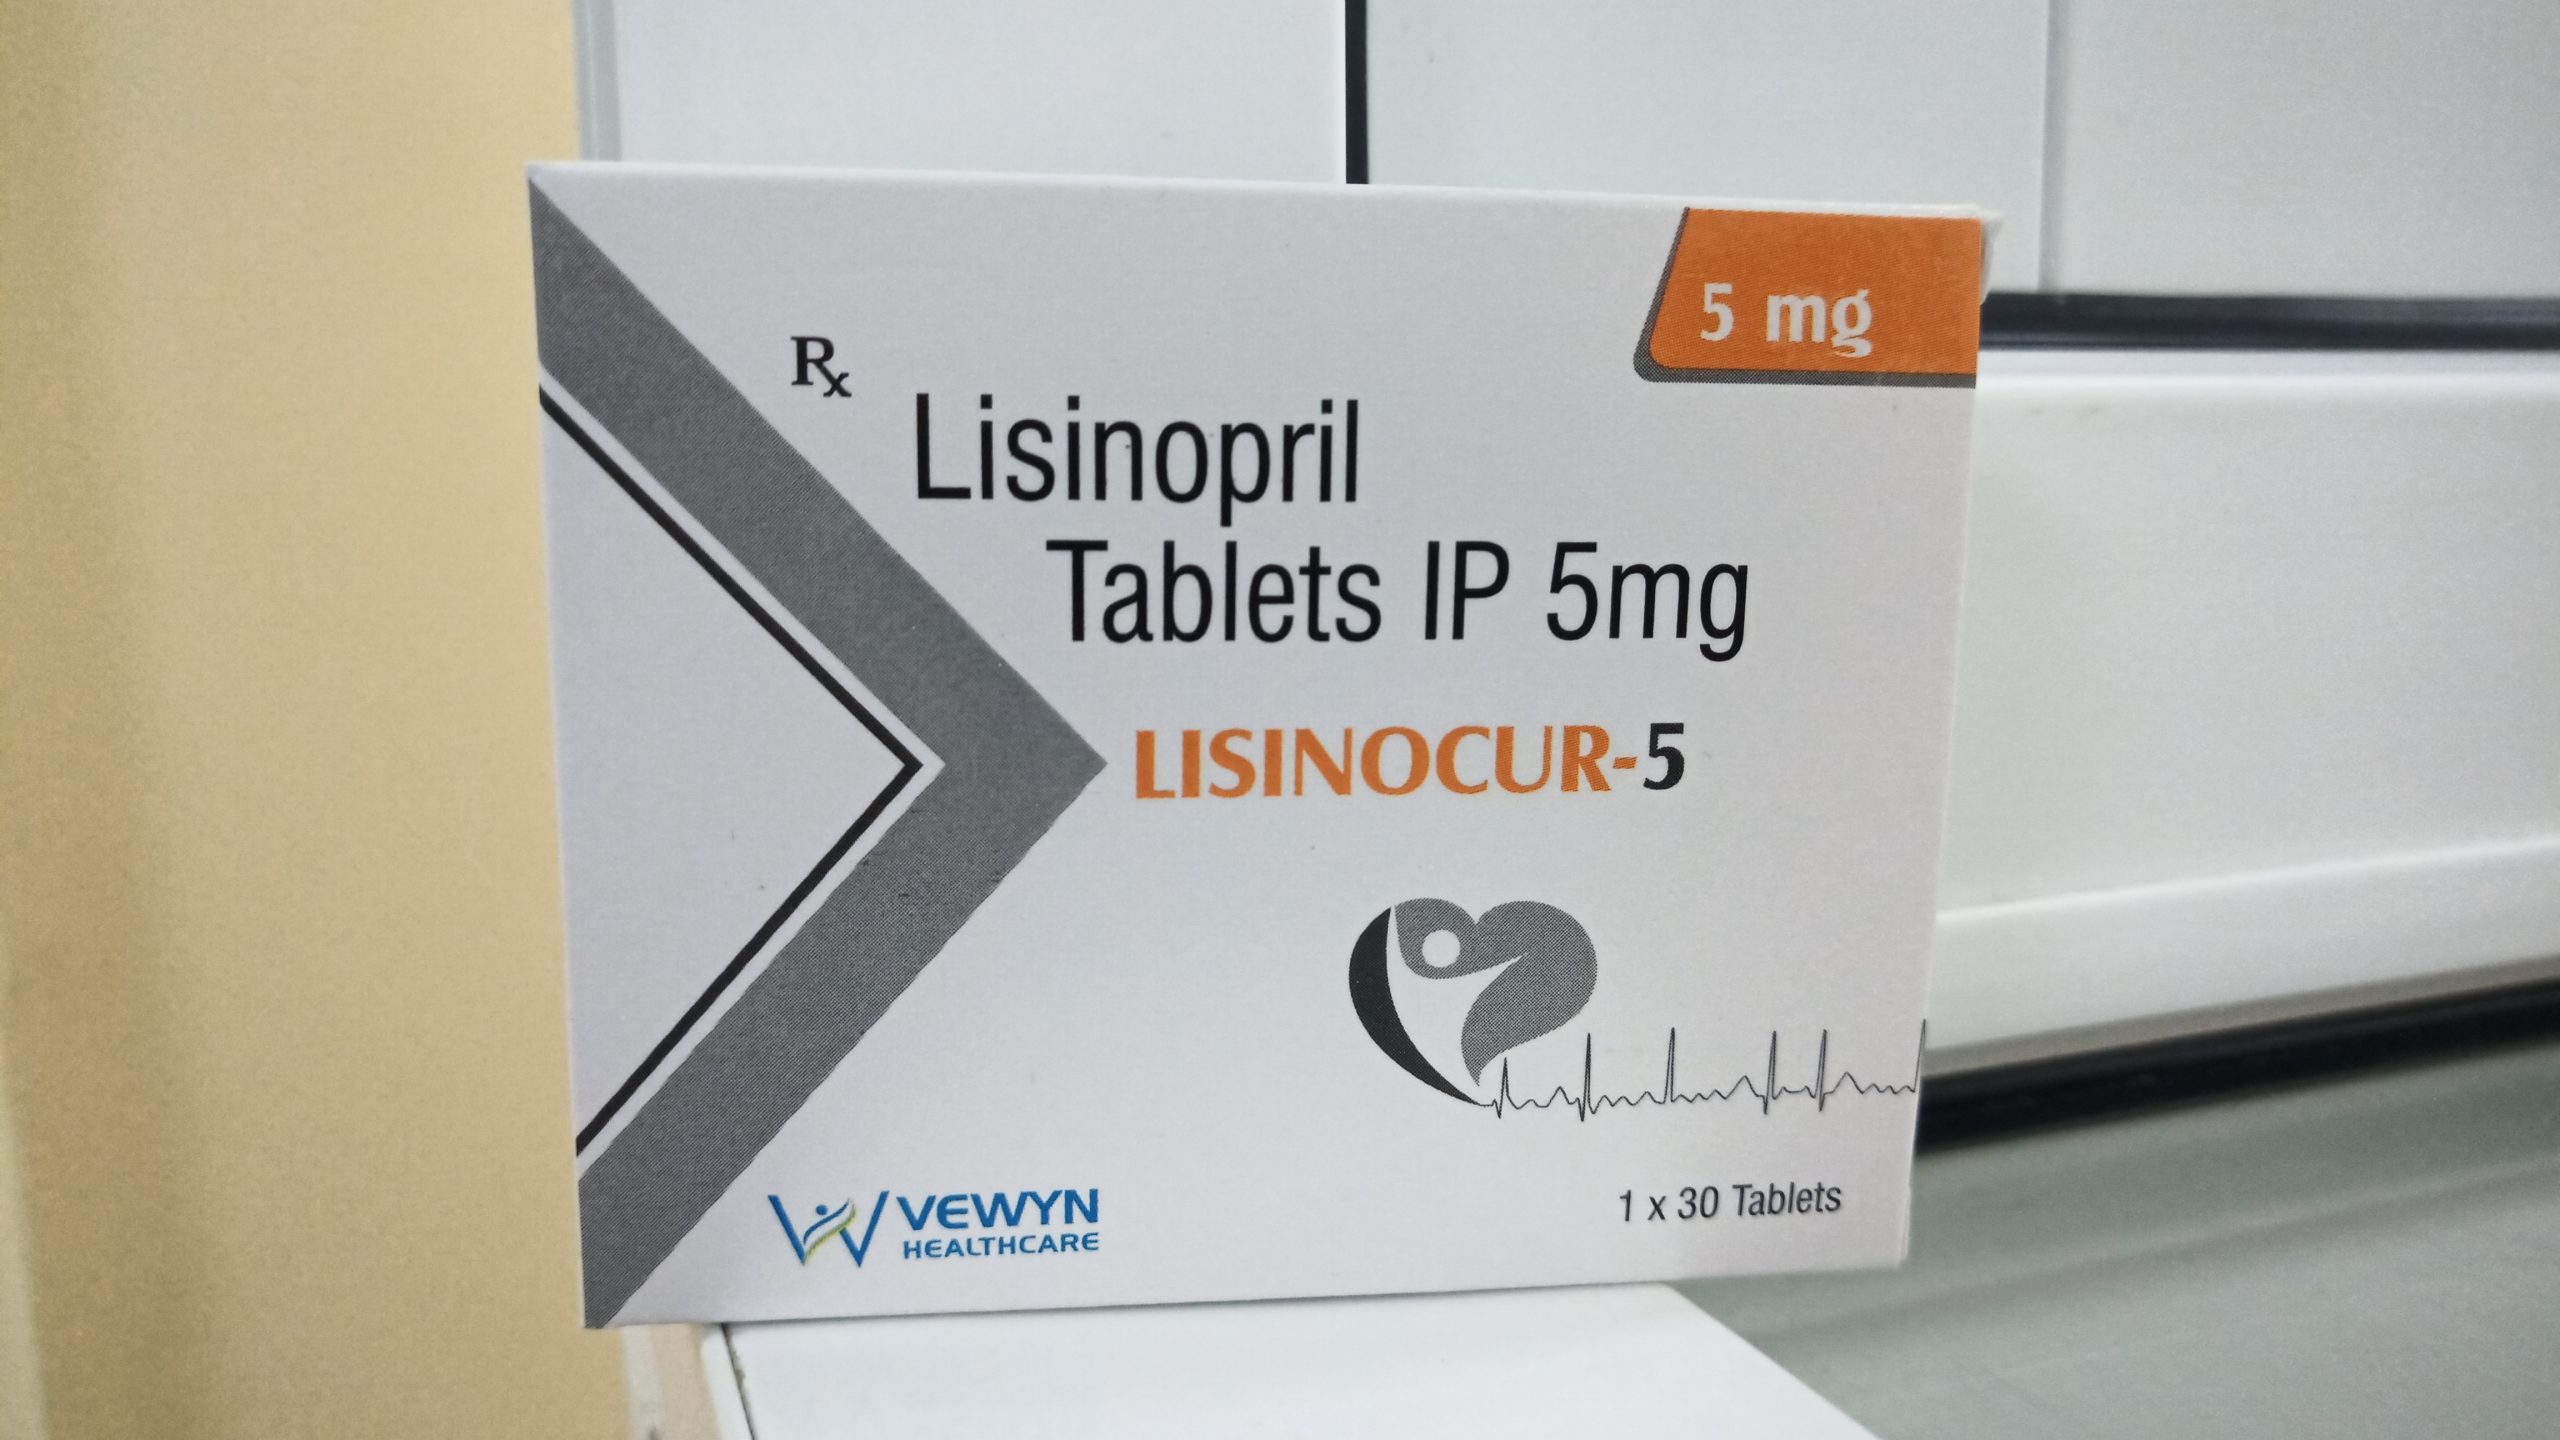 5 mg
Rx
Lisinopril
Tablets IP 5mg
LISINOCUR-5
VEWYN
HEALTHCARE
1 x 30 Tablets